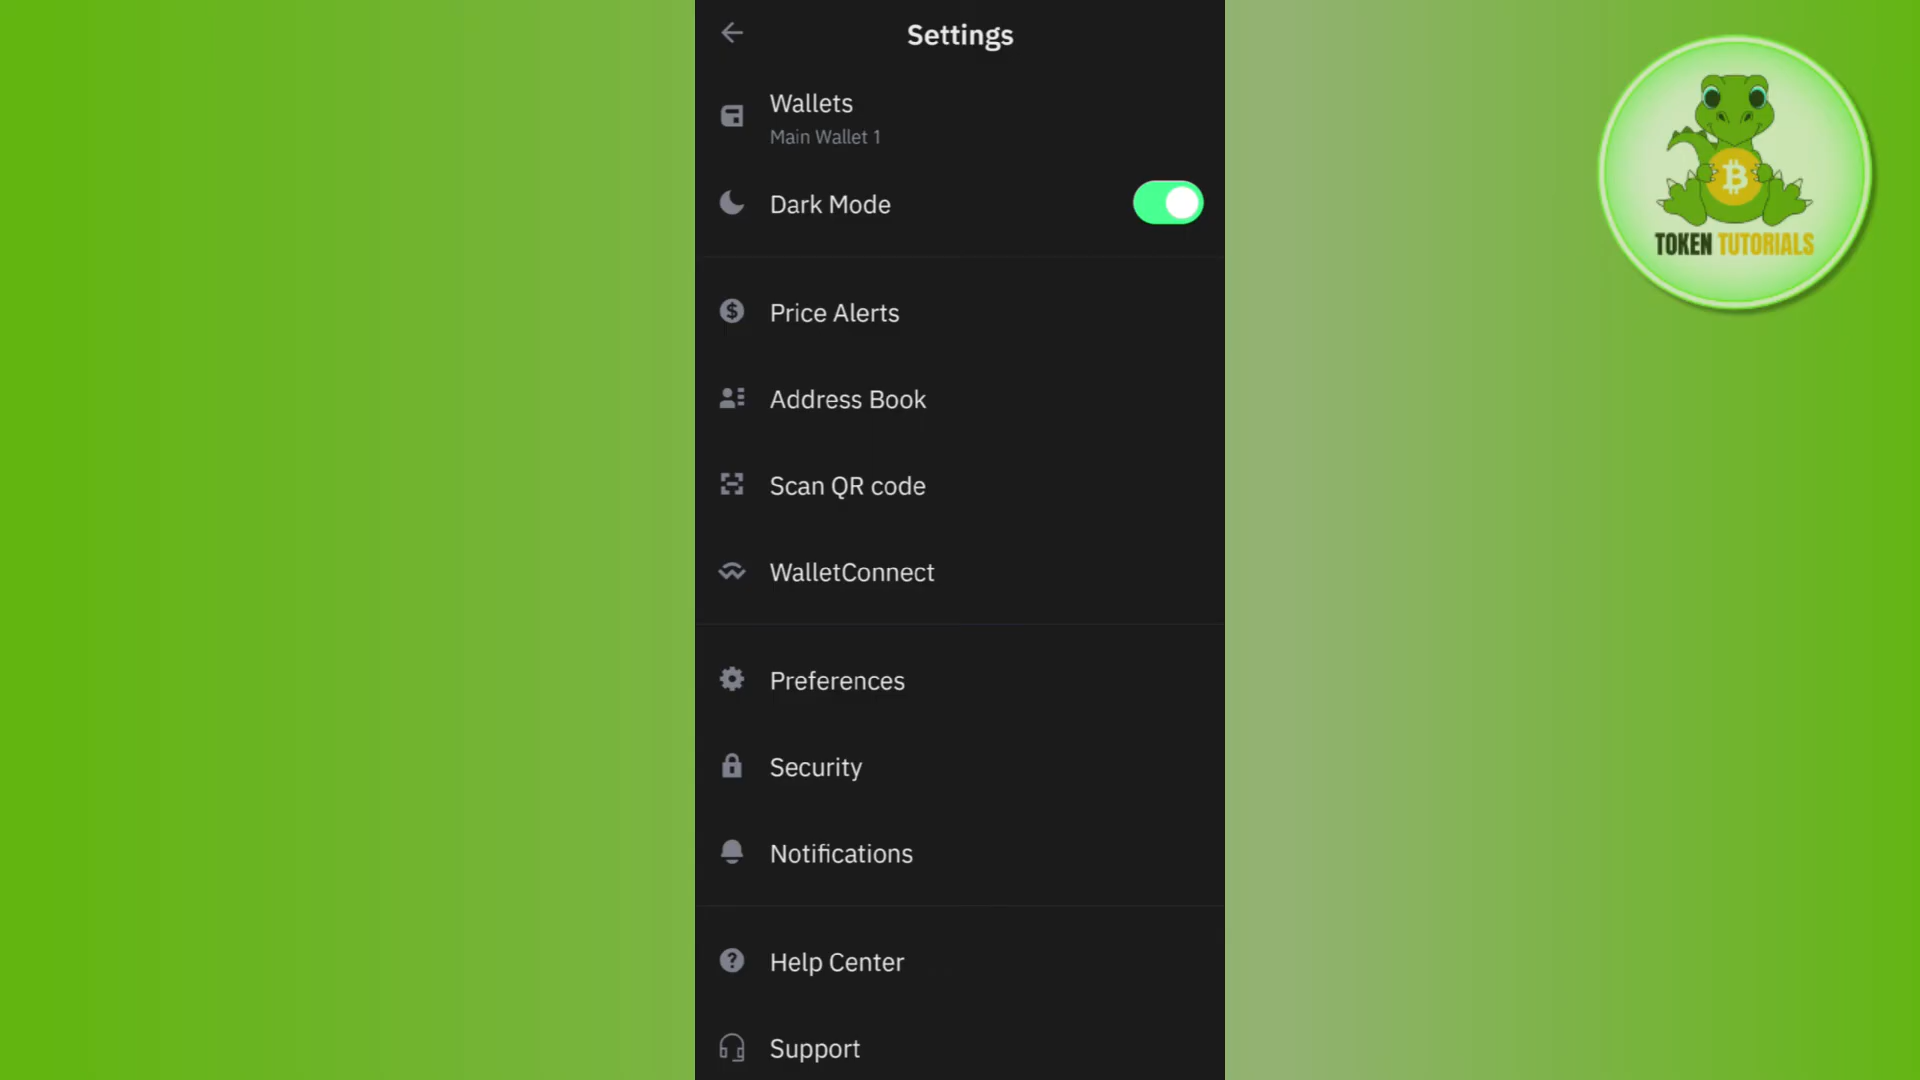 Settings
Wallets
Main Wallet 1
Dark Mode
Price Alerts
Address Book
Scan QR code
WalletConnect
Preferences
Security
Notifications
Help Center
Support
TOKEN TUTORIALS